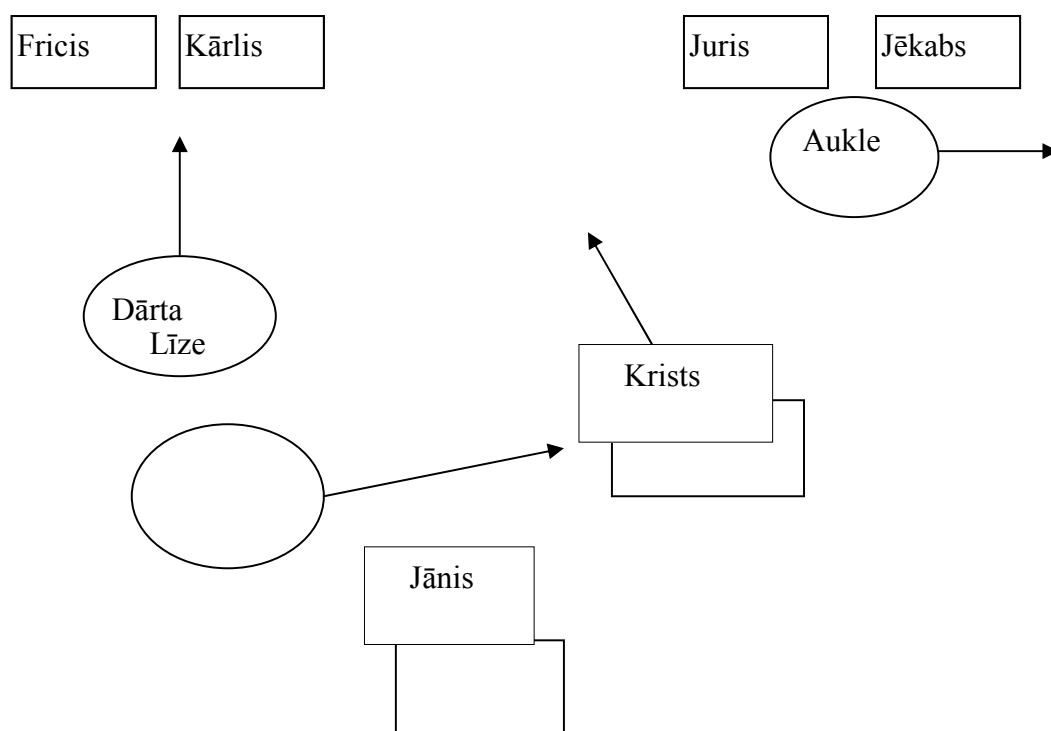 Fricis
Kārlis
Juris
Jēkabs
Aukle
Dārta
Līze
Krists
Jānis